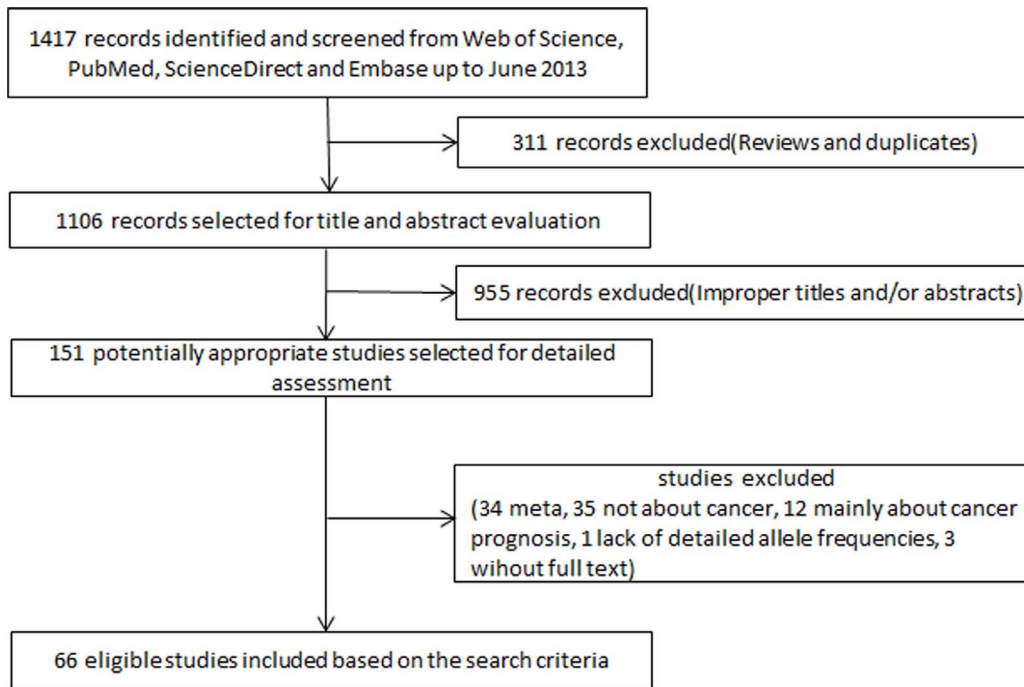 1417 records identified and screened from Web of Science,
PubMed, ScienceDirect and Embase up to June 2013
311 records excluded(Reviews and duplicates)
1106 records selected for title and abstract evaluation
955 records excluded(Improper titles and/or abstracts)
151 potentially appropriate studies selected for detailed
assessment
studies excluded
(34 meta, 35 not about cancer, 12 mainly about cancer
prognosis, 1 lack of detailed allele frequencies, 3
wihout full text)
66 eligible studies included based on the search criteria